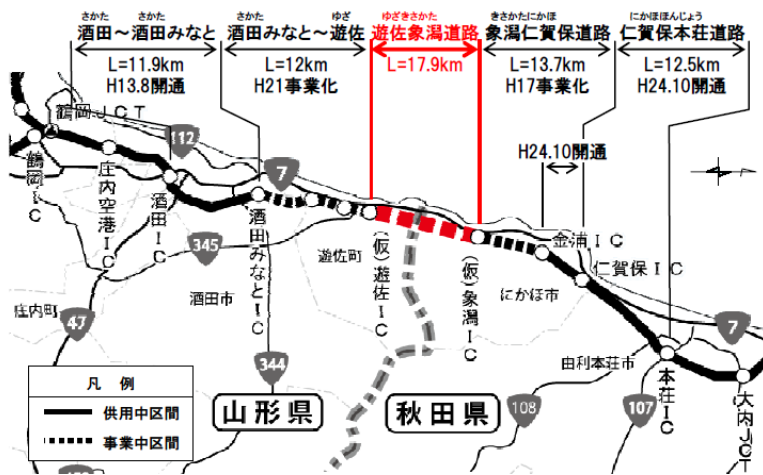 さかた さかた
酒田～酒田みなと
L=11.9km
H13.8開通
さかた ゆざ
酒田みなと～遊佐
L=12km
H21事業化
ゆざきさかた
遊佐象潟道路
L=17.9km
きさかたにかほ
象潟仁賀保道路
L=13.7km
H17事業化
にかほほんじょう
仁賀保本荘道路
L=12.5km
H24.10開通
H24.10開通
鶴岡JCT
鶴岡IC
庄内空港IC
酒田IC
酒田みなとIC
(仮)遊佐IC
(仮)象潟IC
金浦IC
仁賀保IC
本荘IC
大内JCT
112
7
345
47
344
108
107
7
庄内町
酒田市
遊佐町
にかほ市
由利本荘市
山形県
秋田県
凡 例
供用中区間
事業中区間